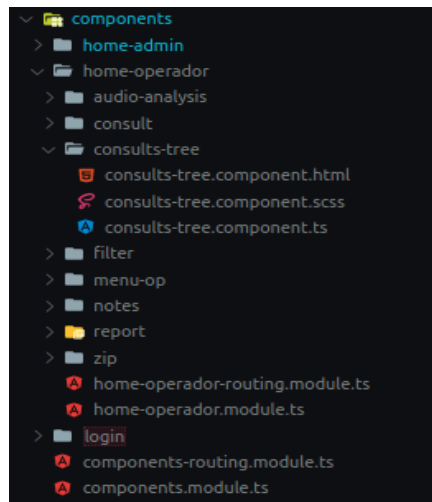 components
home-admin
home-operador
audio-analysis
consult
consults-tree
consults-tree.component.html
consults-tree.component.scss
consults-tree.component.ts
filter
menu-op
notes
report
zip
home-operador-routing.module.ts
home-operador.module.ts
login
components-routing.module.ts
components.module.ts